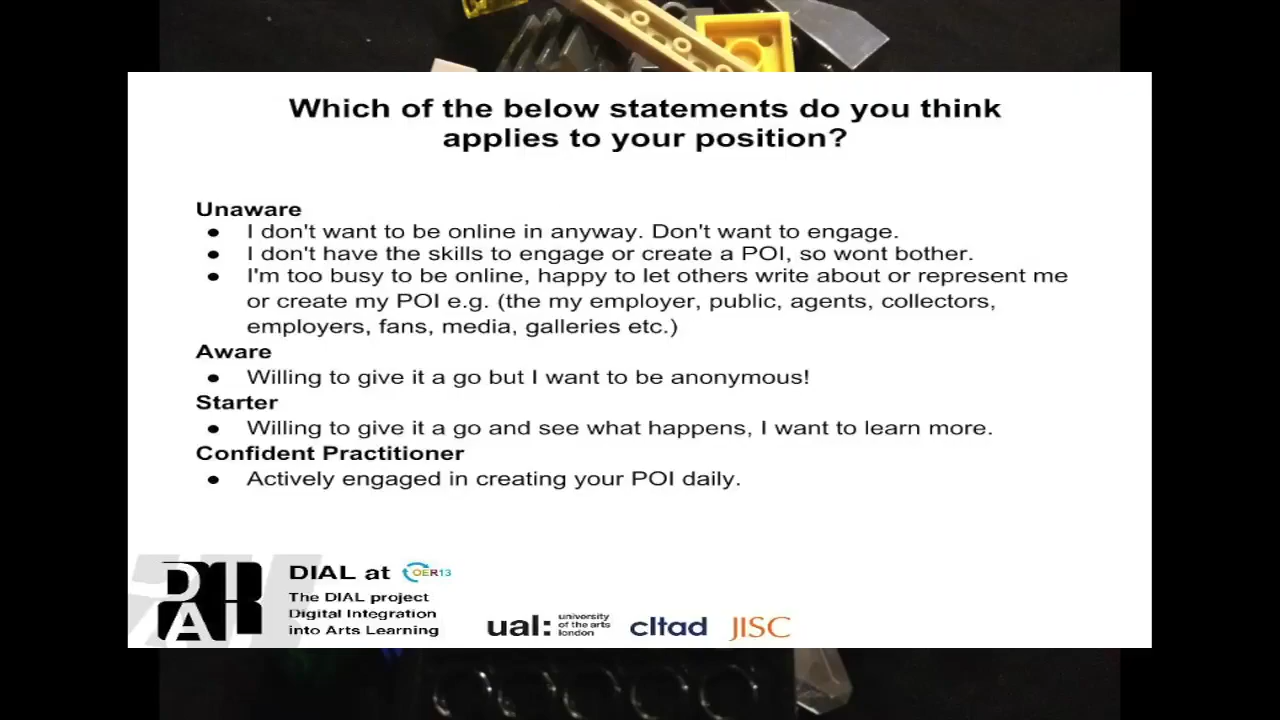 Which of the below statements do you think
applies to your position?
Unaware
● I don't want to be online in anyway. Don't want to engage.
● I don't have the skills to engage or create a POI, so wont bother.
● I'm too busy to be online, happy to let others write about or represent me
or create my POI e.g. (the my employer, public, agents, collectors,
employers, fans, media, galleries etc.)
Aware
● Willing to give it a go but I want to be anonymous!
Starter
● Willing to give it a go and see what happens, I want to learn more.
Confident Practitioner
● Actively engaged in creating your POI daily.
DIAL
DIAL at OER13
The DIAL project
Digital Integration
into Arts Learning
ual: university
of the arts
london
cltad
JISC